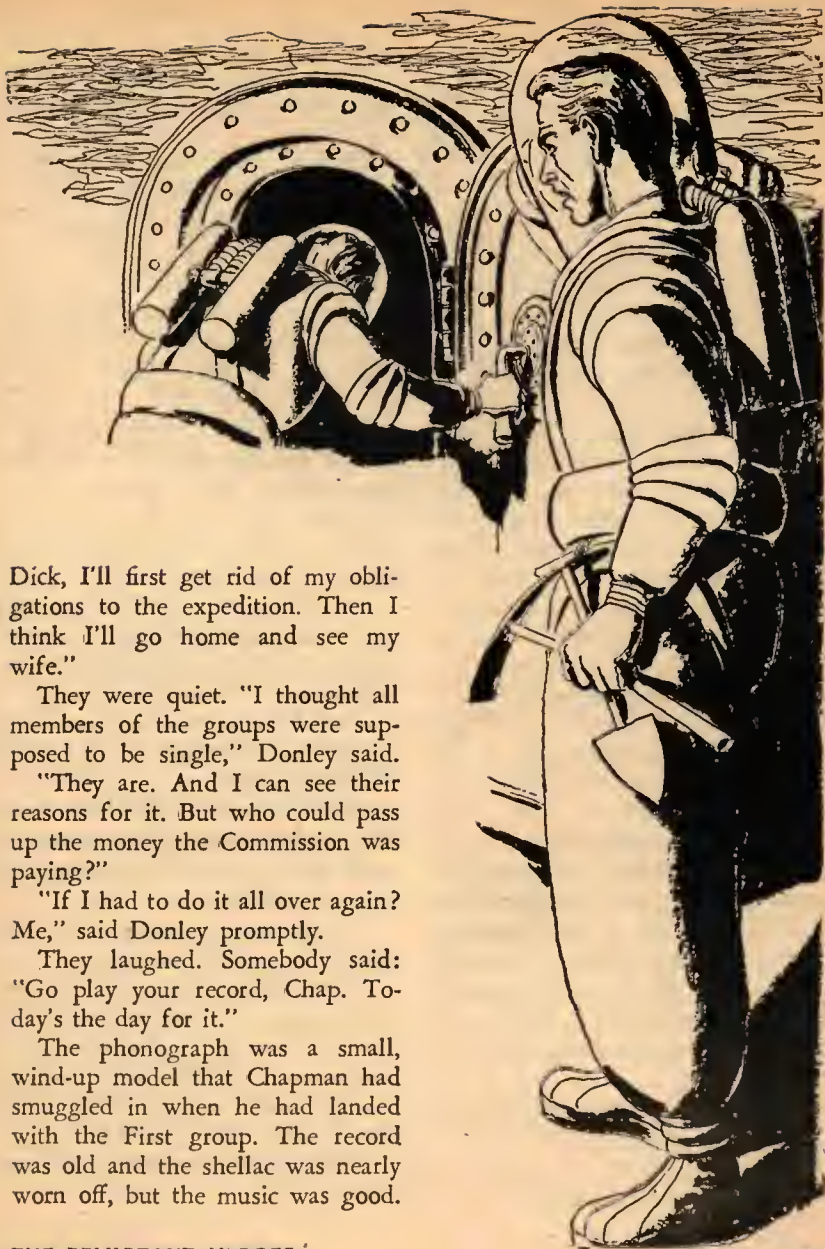 Dick, I'll first get rid of my obli-
gations to the expedition. Then I
think I'll go home and see my
wife."
They were quiet. "I thought all
members of the groups were sup-
posed to be single," Donley said.
"They are. And I can see their
reasons for it. But who could pass
up the money the Commission was
paying?"
"If I had to do it all over again?
Me," said Donley promptly.
They laughed. Somebody said:
"Go play your record, Chap. To-
day's the day for it."
The phonograph was a small,
wind-up model that Chapman had
smuggled in when he had landed
with the First group. The record
was old and the shellac was nearly
worn off, but the music was good.